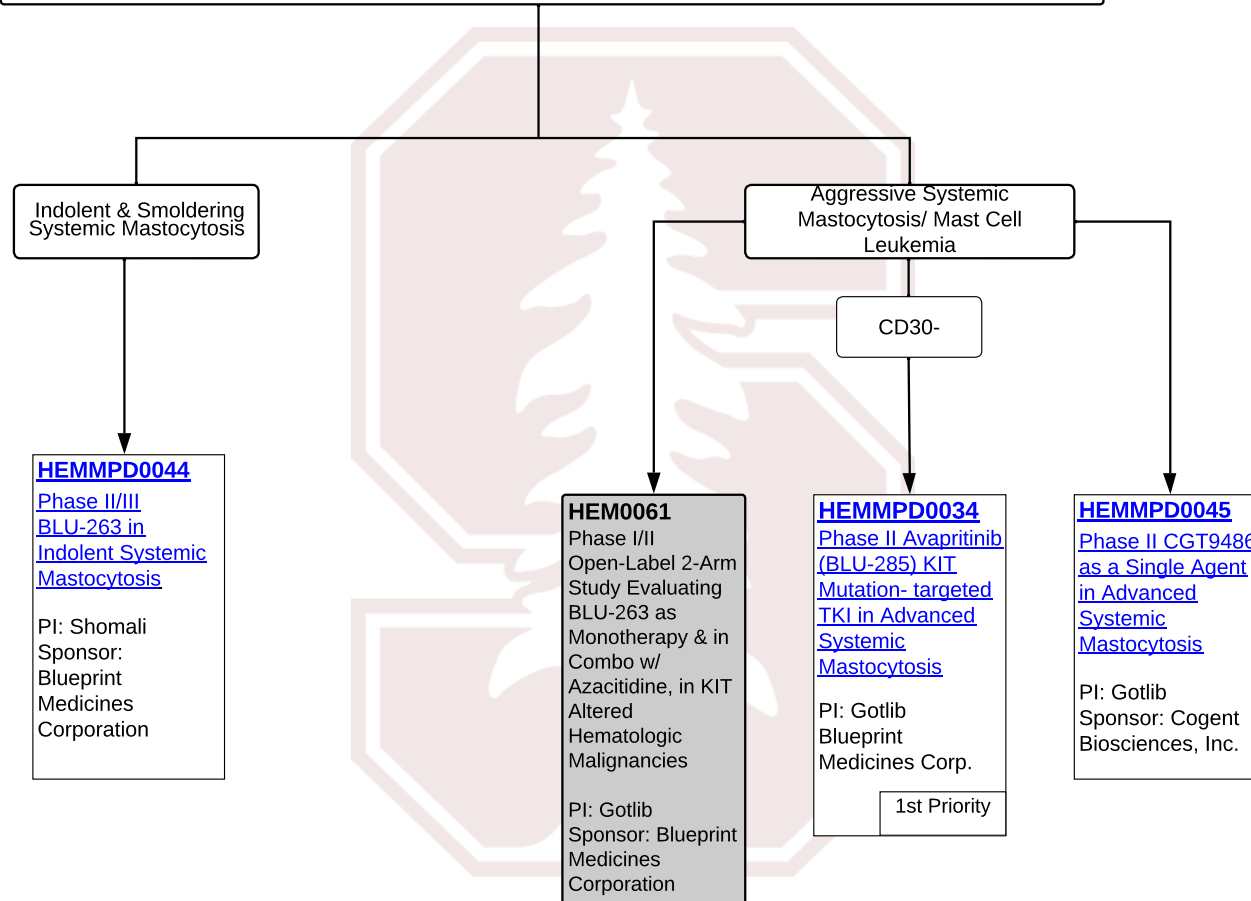 Indolent & Smoldering
Systemic Mastocytosis
Aggressive Systemic
Mastocytosis/ Mast Cell
Leukemia
CD30-
HEMMPD0044
Phase II/III
BLU-263 in
Indolent Systemic
Mastocytosis
PI: Shomali
Sponsor:
Blueprint
Medicines
Corporation
HEM0061
Phase I/II
Open-Label 2-Arm
Study Evaluating
BLU-263 as
Monotherapy & in
Combo w/
Azacitidine, in KIT
Altered
Hematologic
Malignancies
PI: Gotlib
Sponsor: Blueprint
Medicines
Corporation
HEMMPD0034
Phase II Avapritinib
(BLU-285) KIT
Mutation- targeted
TKI in Advanced
Systemic
Mastocytosis
PI: Gotlib
Blueprint
Medicines Corp.
1st Priority
HEMMPD0045
Phase II CGT9486
as a Single Agent
in Advanced
Systemic
Mastocytosis
PI: Gotlib
Sponsor: Cogent
Biosciences, Inc.